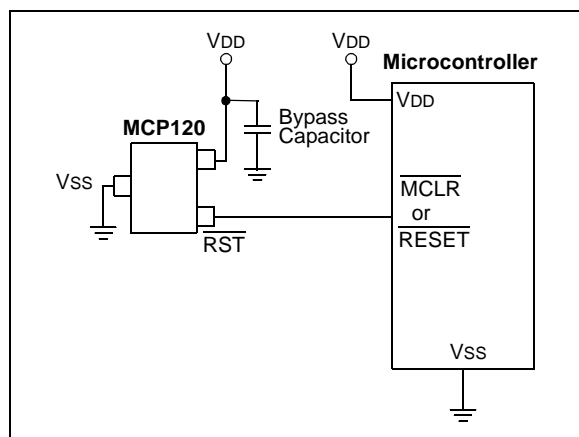 VDD
VDD
Microcontroller
VDD
Bypass
Capacitor
MCP120
VSS
MCLR
or
RESET
RST
VSS